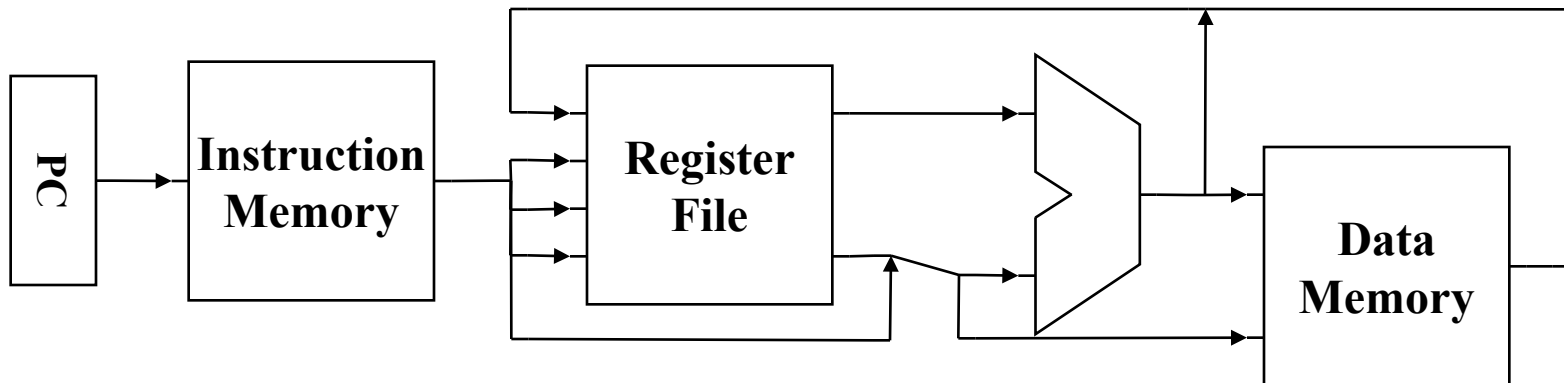 PC
Instruction
Memory
Register
File
Data
Memory